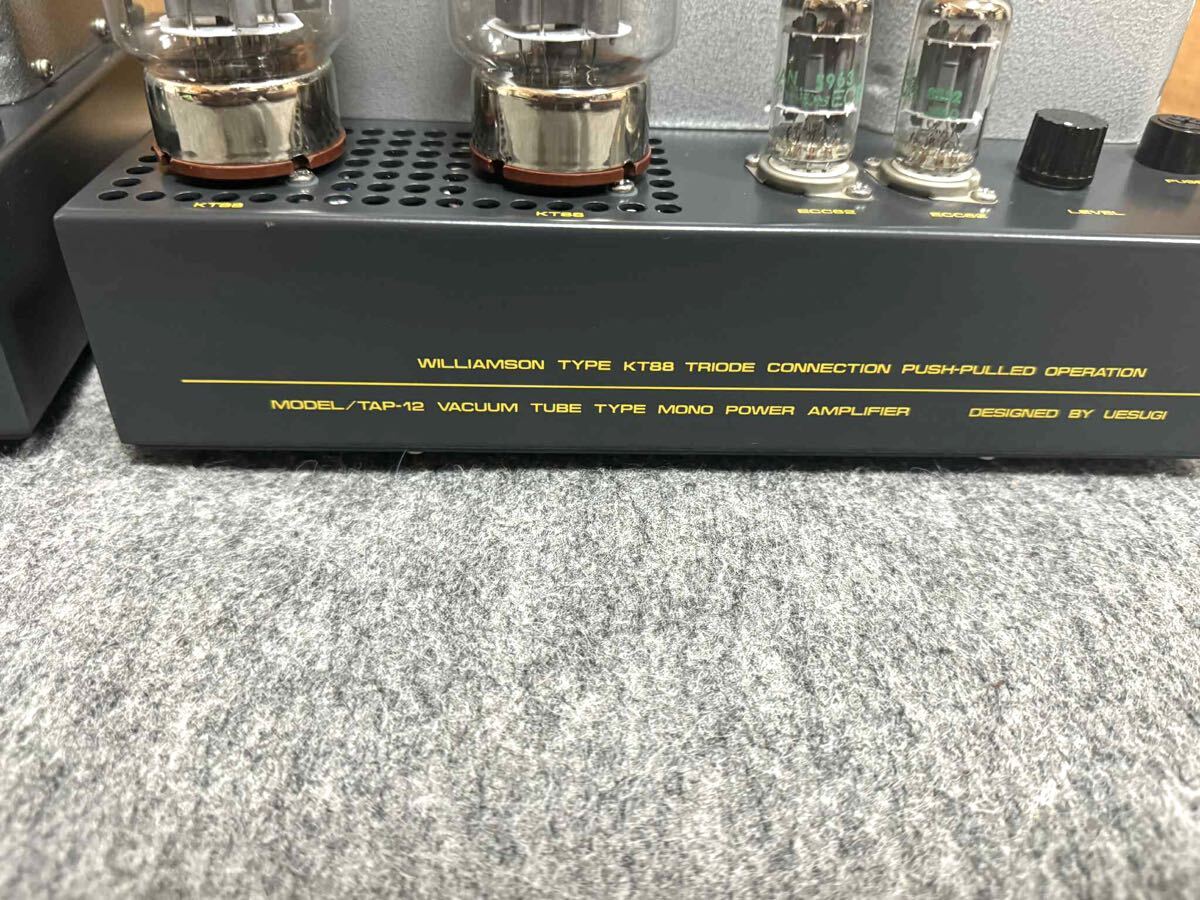 5963
KT88
KT88
ECC82
ECC82
LEVEL
WILLIAMSON TYPE KT88 TRIODE CONNECTION PUSH-PULLED OPERATION
MODEL/TAP-12 VACUUM TUBE TYPE MONO POWER AMPLIFIER DESIGNED BY UESUGI